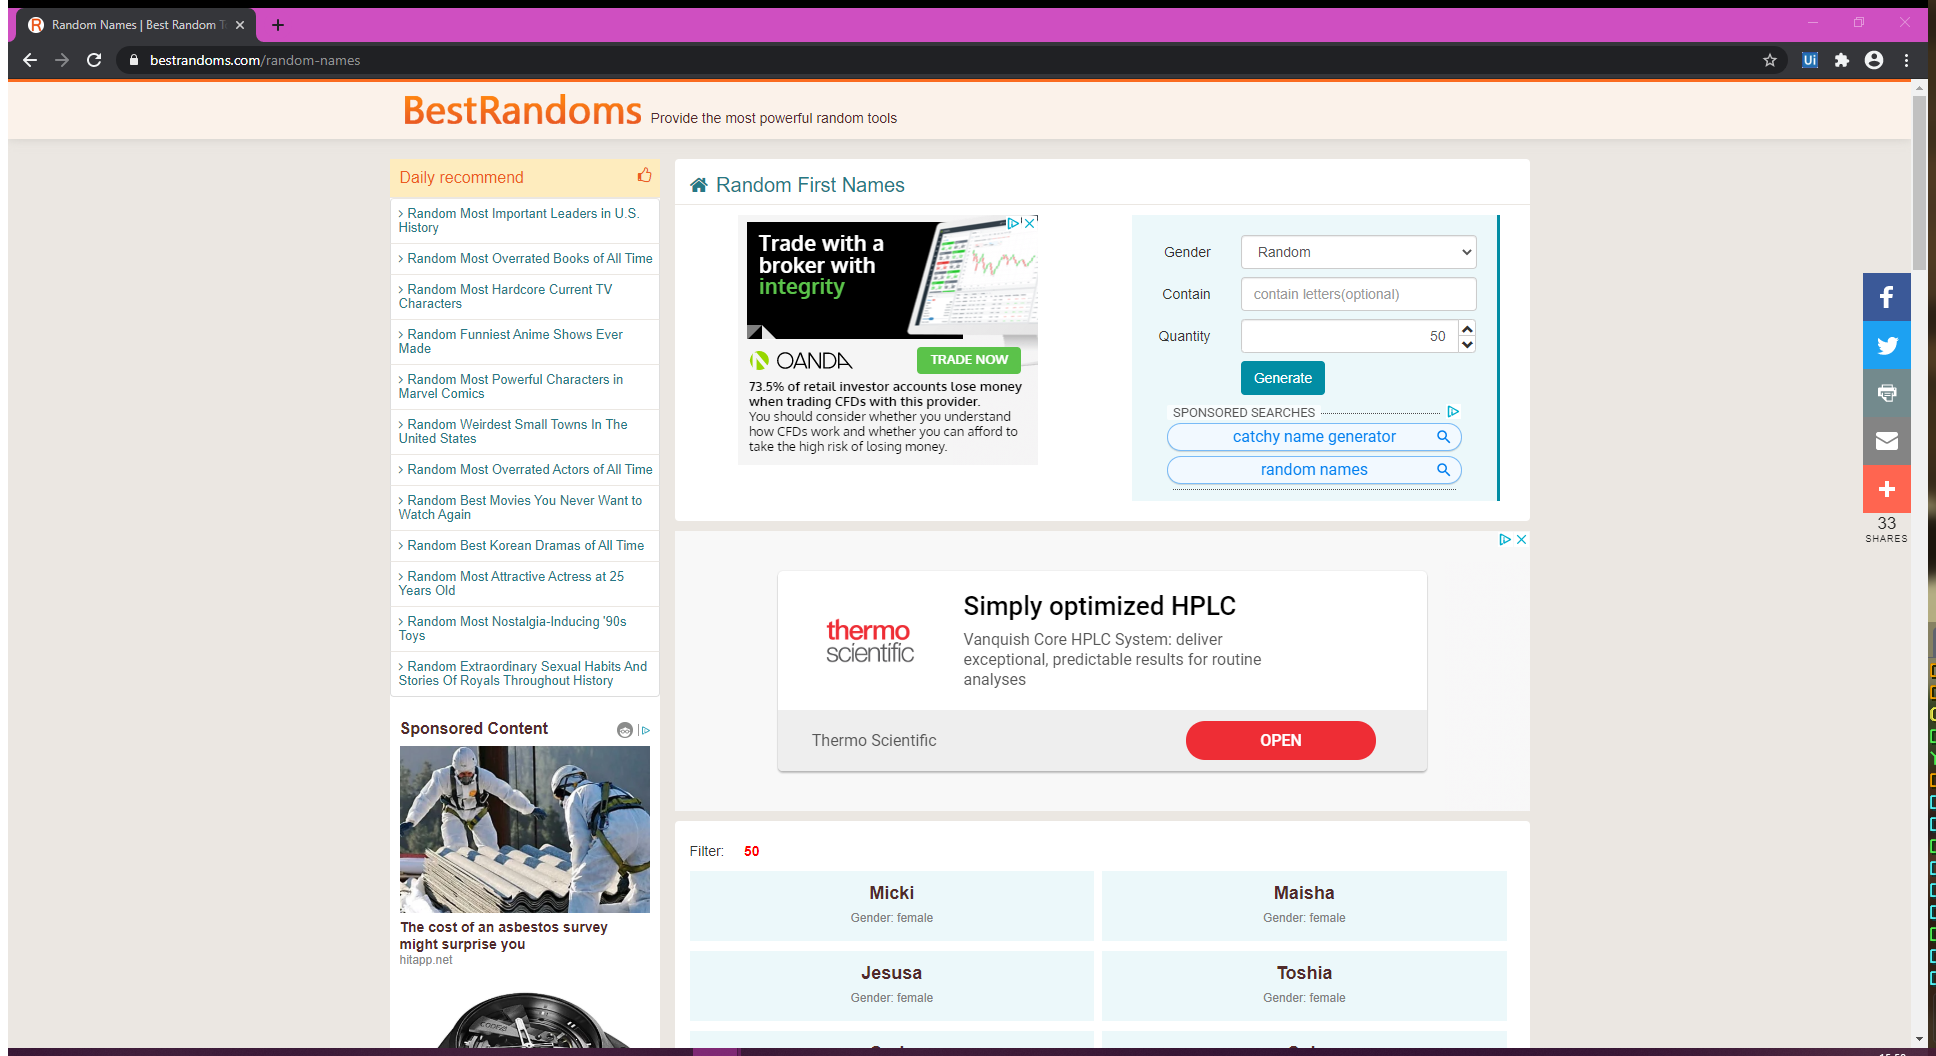 Random Names | Best Random T
bestrandoms.com/random-names
Ui
BestRandoms Provide the most powerful random tools
Daily recommend
> Random Most Important Leaders in U.S.
History
> Random Most Overrated Books of All Time
> Random Most Hardcore Current TV
Characters
> Random Funniest Anime Shows Ever
Made
> Random Most Powerful Characters in
Marvel Comics
> Random Weirdest Small Towns In The
United States
> Random Most Overrated Actors of All Time
> Random Best Movies You Never Want to
Watch Again
> Random Best Korean Dramas of All Time
> Random Most Attractive Actress at 25
Years Old
> Random Most Nostalgia-Inducing '90s
Toys
> Random Extraordinary Sexual Habits And
Stories Of Royals Throughout History
Sponsored Content
The cost of an asbestos survey
might surprise you
hitapp.net
Random First Names
Trade with a
broker with
integrity
OANDA
TRADE NOW
73.5% of retail investor accounts lose money
when trading CFDs with this provider.
You should consider whether you understand
how CFDs work and whether you can afford to
take the high risk of losing money.
Gender Random
Contain contain letters(optional)
Quantity 50
Generate
SPONSORED SEARCHES
catchy name generator
random names
33
SHARES
thermo
scientific
Simply optimized HPLC
Vanquish Core HPLC System: deliver
exceptional, predictable results for routine
analyses
Thermo Scientific
OPEN
Filter: 50
Micki
Gender: female
Maisha
Gender: female
Jesusa
Gender: female
Toshia
Gender: female